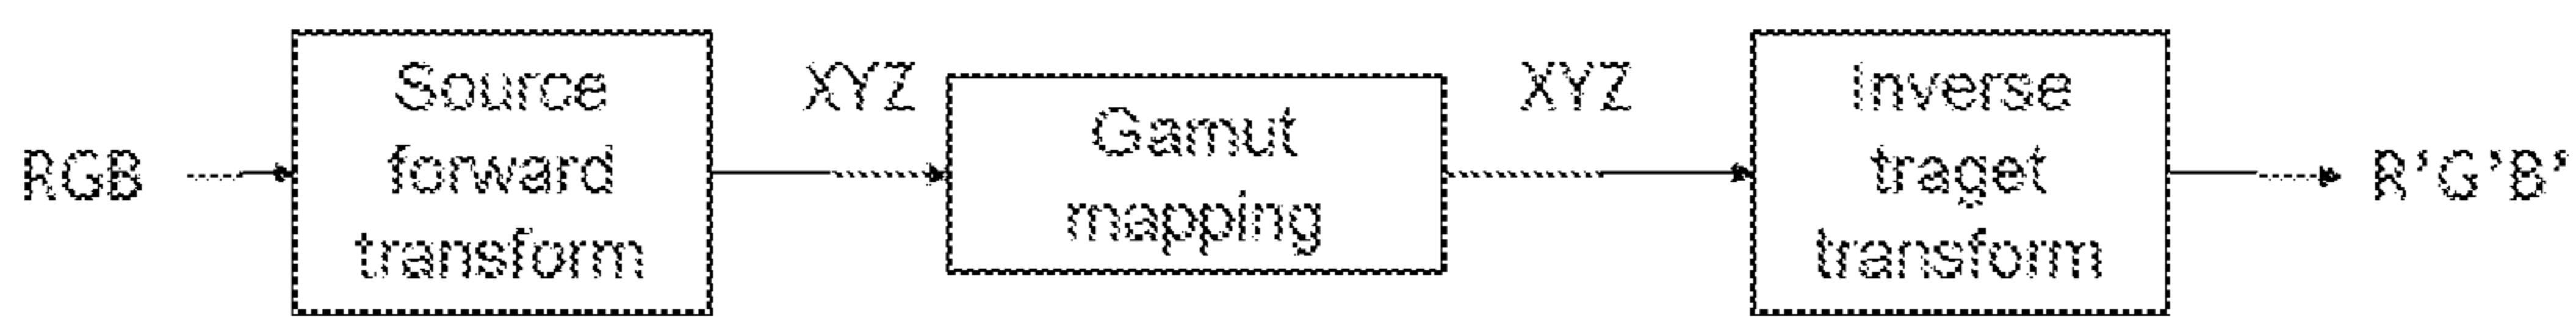 RGB
Source
forward
transform
XYZ
Gamut
mapping
XYZ
Inverse
traget
transform
R'G'B'